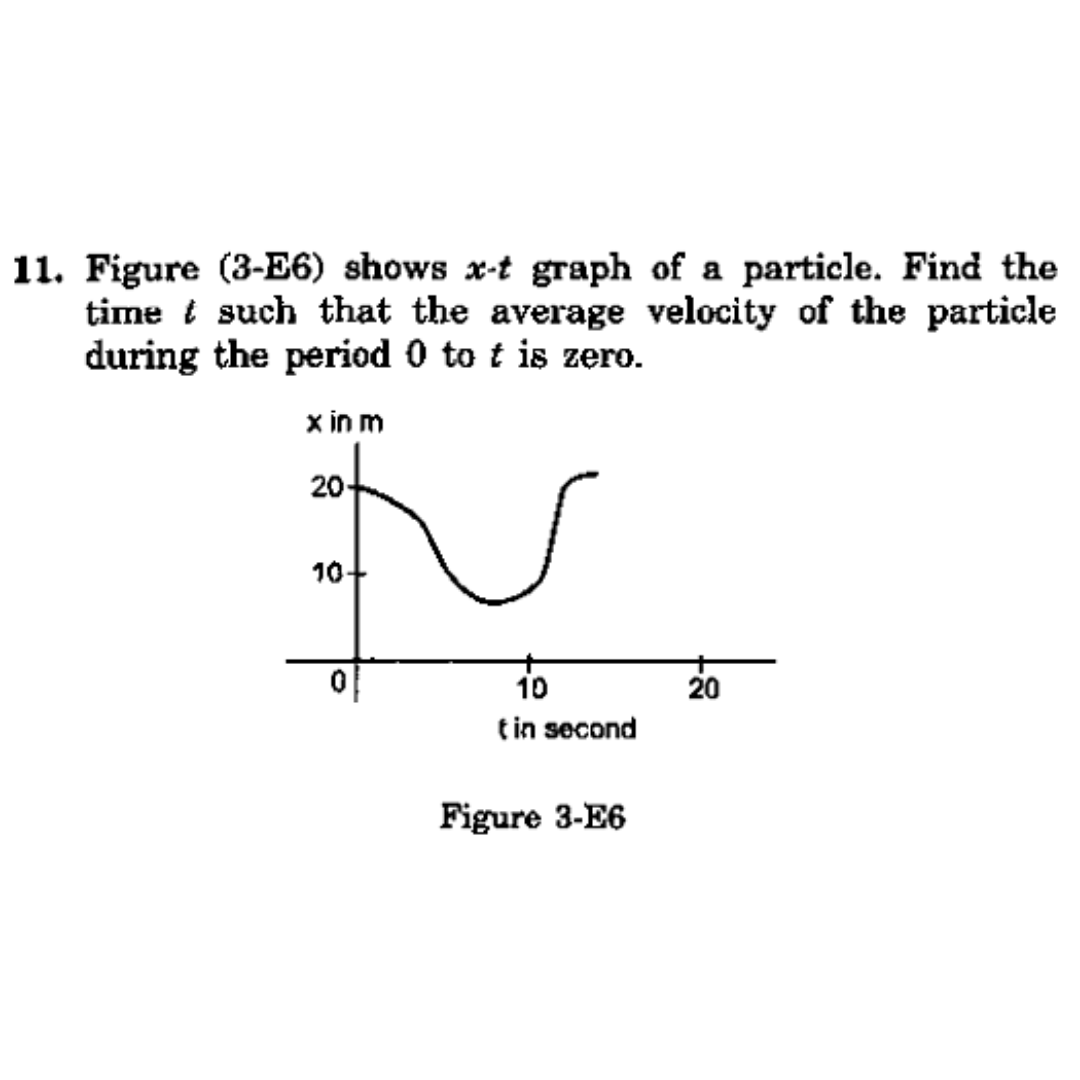 11. Figure (3-E6) shows x-t graph of a particle. Find the
time t such that the average velocity of the particle
during the period 0 to t is zero.
x in m
20
10
0
10
20
t in second
Figure 3-E6